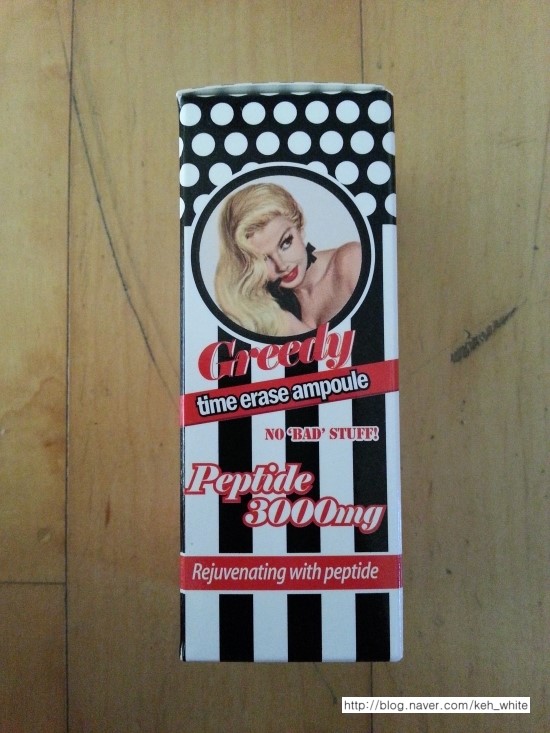 Greedy
time erase ampoule
NO 'BAD' STUFF!
Peptide
3000mg
Rejuvenating with peptide
http://blog.naver.com/keh_white